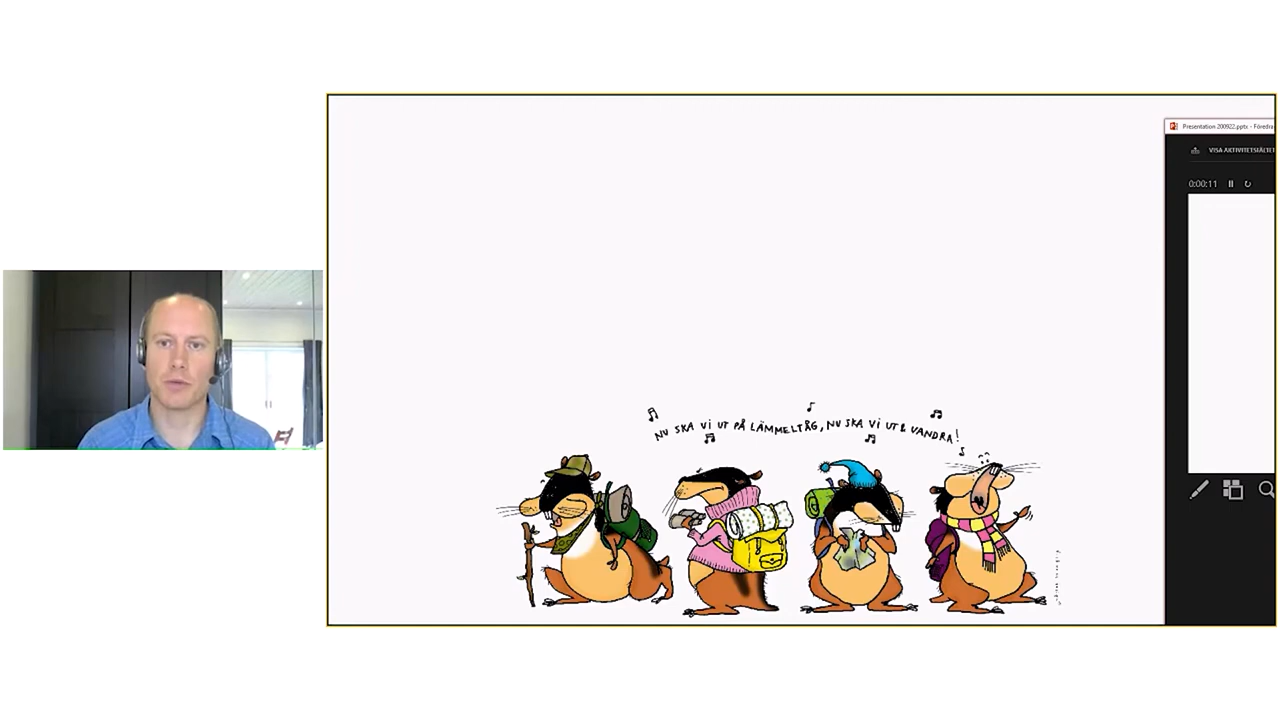 Presentation 200922.pptx - Föredra
VISA AKTIVITETSFÄLTET
0:00:11
NU SKA VI UT PÅ LÄMMELTÅG, NU SKA VI UT & VANDRA!